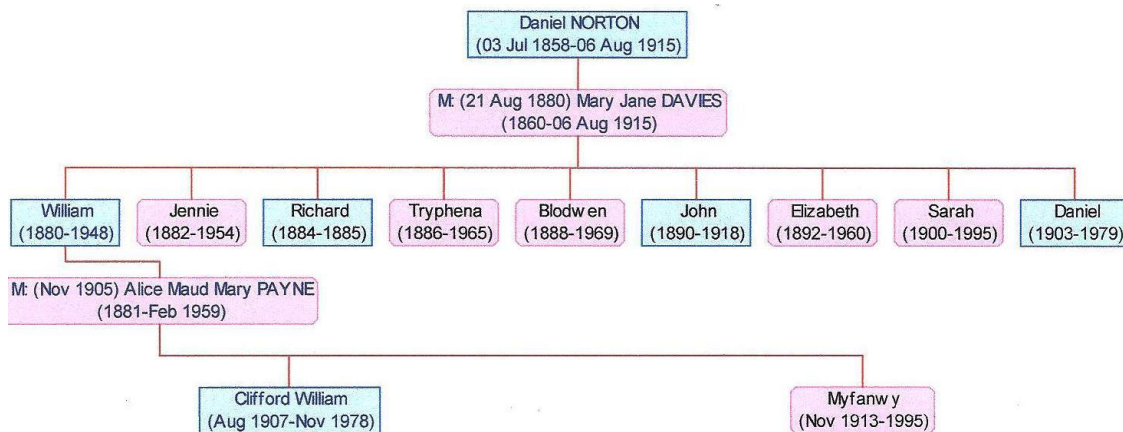 Daniel NORTON
(03 Jul 1858-06 Aug 1915)
M: (21 Aug 1880) Mary Jane DAVIES
(1860-06 Aug 1915)
William
(1880-1948)
Jennie
(1882-1954)
Richard
(1884-1885)
Tryphena
(1886-1965)
Blodwen
(1888-1969)
John
(1890-1918)
Elizabeth
(1892-1960)
Sarah
(1900-1995)
Daniel
(1903-1979)
M: (Nov 1905) Alice Maud Mary PAYNE
(1881-Feb 1959)
Clifford William
(Aug 1907-Nov 1978)
Myfanwy
(Nov 1913-1995)